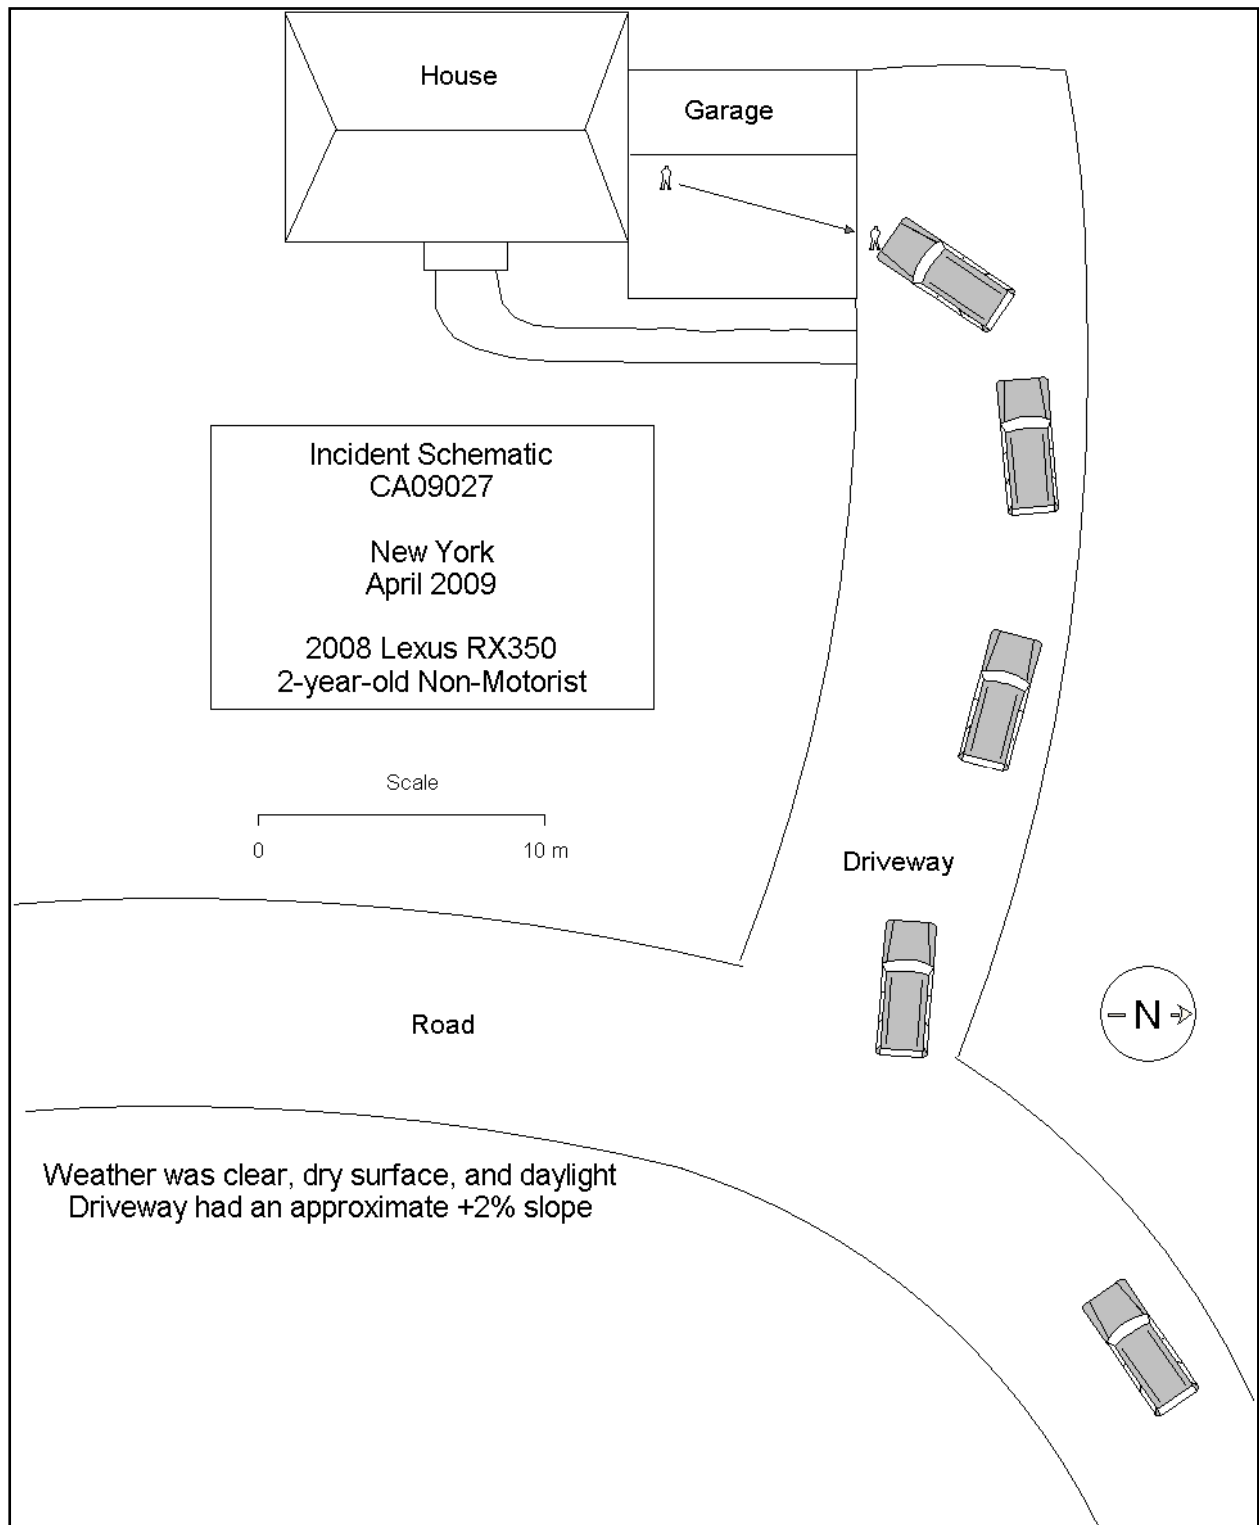 House
Garage
Incident Schematic
CA09027
New York
April 2009
2008 Lexus RX350
2-year-old Non-Motorist
Scale
0
10 m
Driveway
N
Road
Weather was clear, dry surface, and daylight
Driveway had an approximate +2% slope